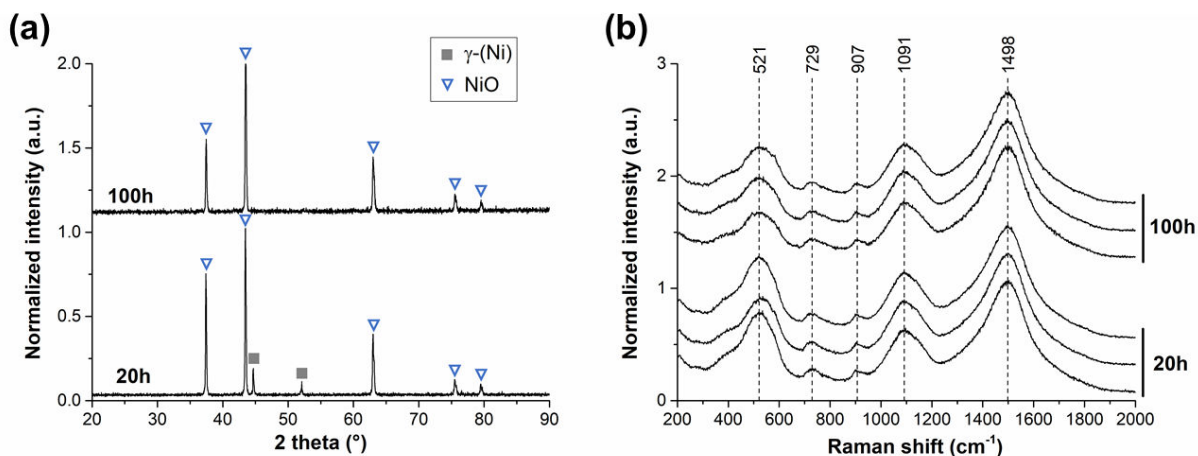 (a)
γ-(Ni)
NiO
2.0
1.5
1.0
0.5
0.0
100h
20h
20 30 40 50 60 70 80 90
2 theta (°)
Normalized intensity (a.u.)
(b)
521 729 907 1091 1498
3
2
1
0
100h
20h
200 400 600 800 1000 1200 1400 1600 1800 2000
Raman shift (cm⁻¹)
Normalized intensity (a.u.)